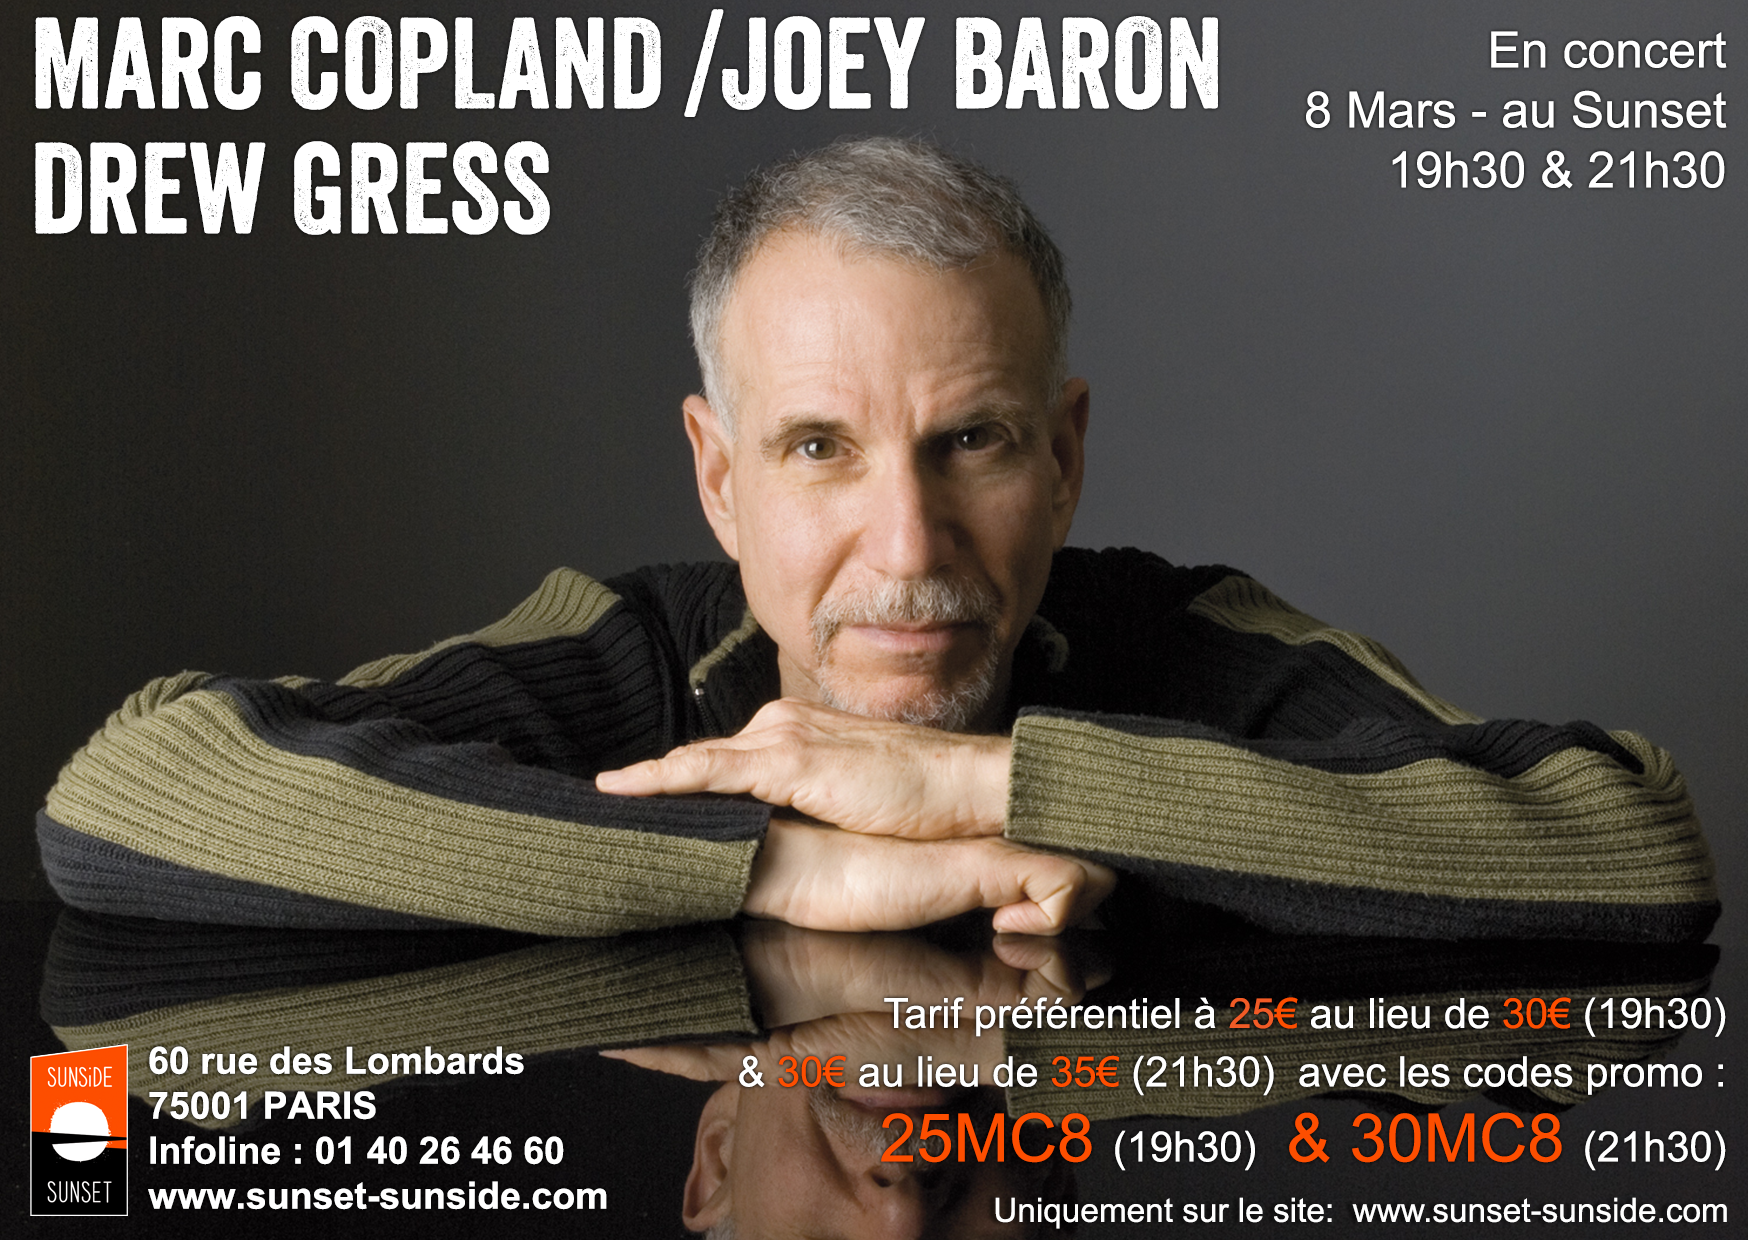 MARC COPLAND /JOEY BARON
DREW GRESS
En concert
8 Mars - au Sunset
19h30 & 21h30
Tarif préférentiel à 25€ au lieu de 30€ (19h30)
& 30€ au lieu de 35€ (21h30) avec les codes promo :
25MC8 (19h30) & 30MC8 (21h30)
Uniquement sur le site: www.sunset-sunside.com
SUNSiDE
SUNSET
60 rue des Lombards
75001 PARIS
Infoline : 01 40 26 46 60
www.sunset-sunside.com